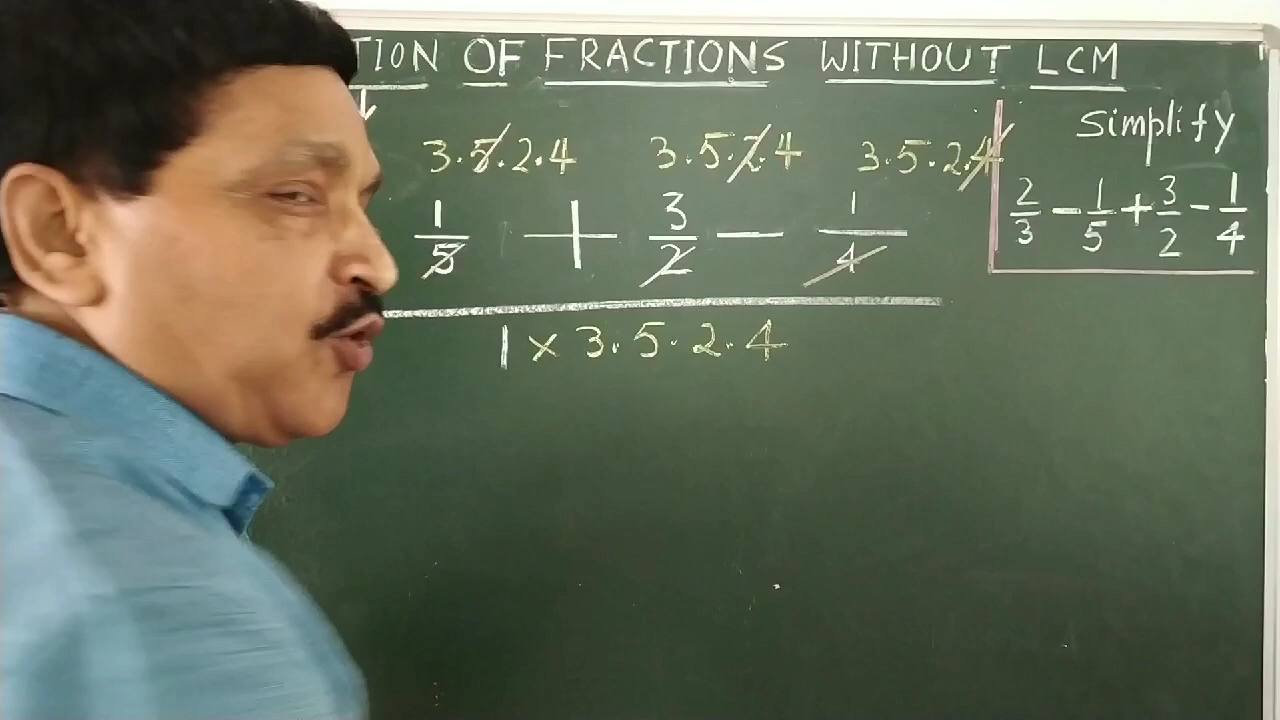 TION OF FRACTIONS WITHOUT LCM
↓
Simplify
2/3 - 1/5 + 3/2 - 1/4
3.5.2.4 3.5.2.4 3.5.2.4
1/5 + 3/2 - 1/4
1 × 3.5.2.4